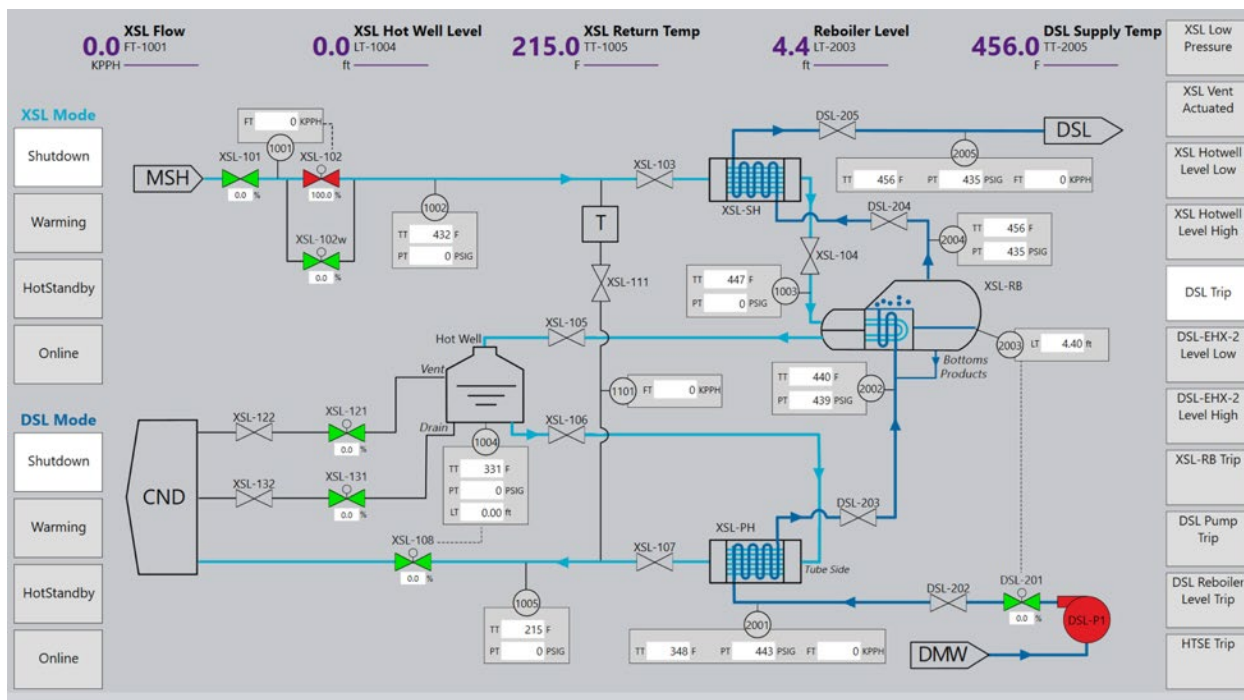 XSL Flow
0.0 FT-1001
KPPH
XSL Hot Well Level
0.0 LT-1004
ft
XSL Return Temp
215.0 TT-1005
F
Reboiler Level
4.4 LT-2003
ft
DSL Supply Temp
456.0 TT-2005
F
XSL Mode
Shutdown
Warming
HotStandby
Online
DSL Mode
Shutdown
Warming
HotStandby
Online
MSH
XSL-101
0.0 %
FT 0 KPPH
1001
XSL-102
100.0 %
XSL-102w
0.0 %
1002
TT 432 F
PT 0 PSIG
T
XSL-111
XSL-103
XSL-SH
DSL-205
DSL
2005
TT 456 F PT 435 PSIG FT 0 KPPH
DSL-204
2004
TT 456 F
PT 435 PSIG
XSL-104
1003
TT 447 F
PT 0 PSIG
XSL-RB
2003
LT 4.40 ft
Bottoms
Products
2002
TT 440 F
PT 439 PSIG
XSL-105
Hot Well
Vent
Drain
1101
FT 0 KPPH
XSL-122
XSL-121
0.0 %
XSL-132
XSL-131
0.0 %
CND
1004
TT 331 F
PT 0 PSIG
LT 0.00 ft
XSL-106
XSL-108
0.0 %
1005
TT 215 F
PT 0 PSIG
XSL-107
XSL-PH
Tube Side
DSL-203
2001
TT 348 F PT 443 PSIG FT 0 KPPH
DSL-202
DSL-201
0.0 %
DSL-P1
DMW
XSL Low
Pressure
XSL Vent
Actuated
XSL Hotwell
Level Low
XSL Hotwell
Level High
DSL Trip
DSL-EHX-2
Level Low
DSL-EHX-2
Level High
XSL-RB Trip
DSL Pump
Trip
DSL Reboiler
Level Trip
HTSE Trip